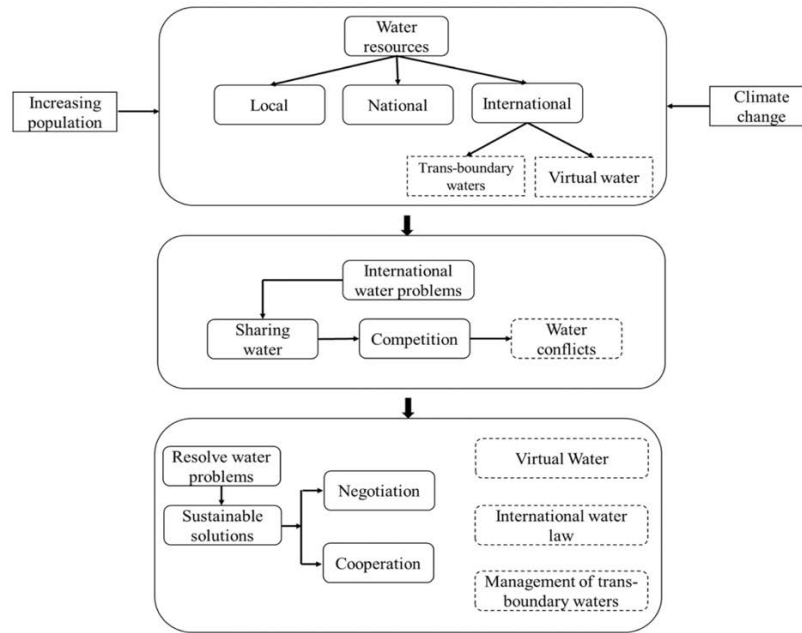 Water
resources
Increasing
population
Local
National
International
Climate
change
Trans-boundary
waters
Virtual water
International
water problems
Sharing
water
Competition
Water
conflicts
Resolve water
problems
Sustainable
solutions
Negotiation
Cooperation
Virtual Water
International water
law
Management of trans-
boundary waters